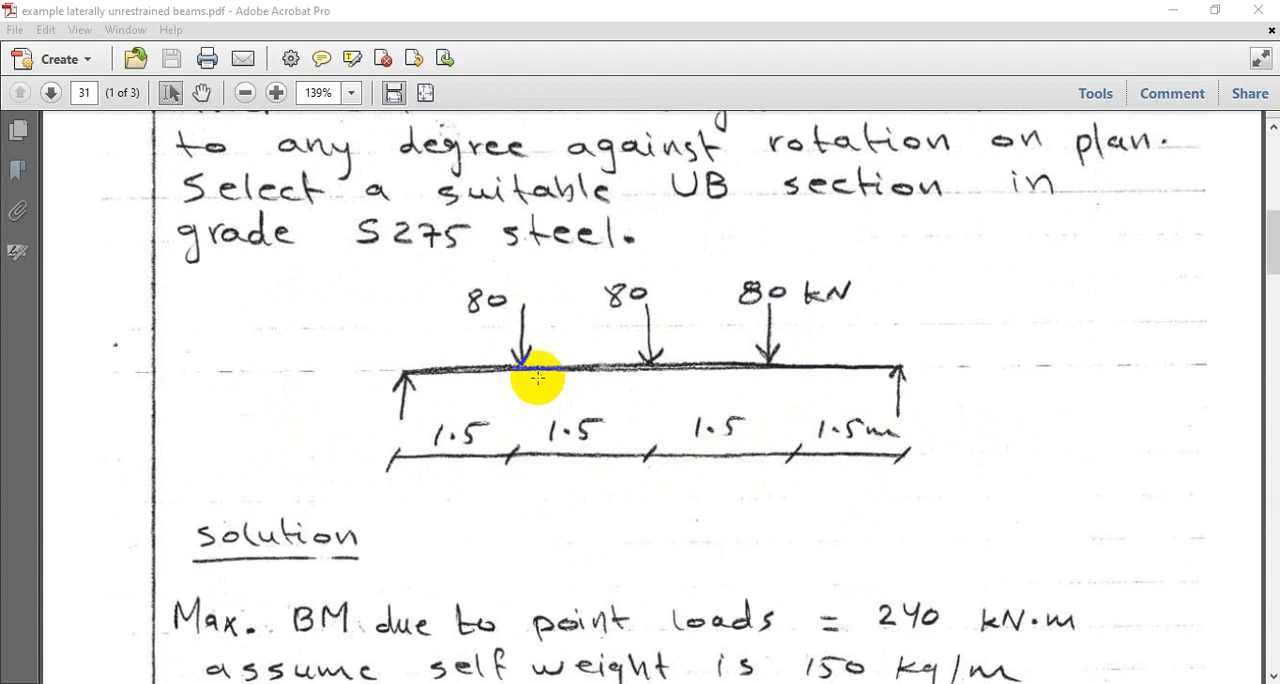 example laterally unrestrained beams.pdf - Adobe Acrobat Pro
File Edit View Window Help
Create
31 (1 of 3) 139% Tools Comment Share
to any degree against rotation on plan.
Select a suitable UB section in
grade S275 steel.
80 80 80 kN
1.5 1.5 1.5 1.5m
solution
Max. BM due to point loads = 240 kN.m
assume self weight is 150 kg/m